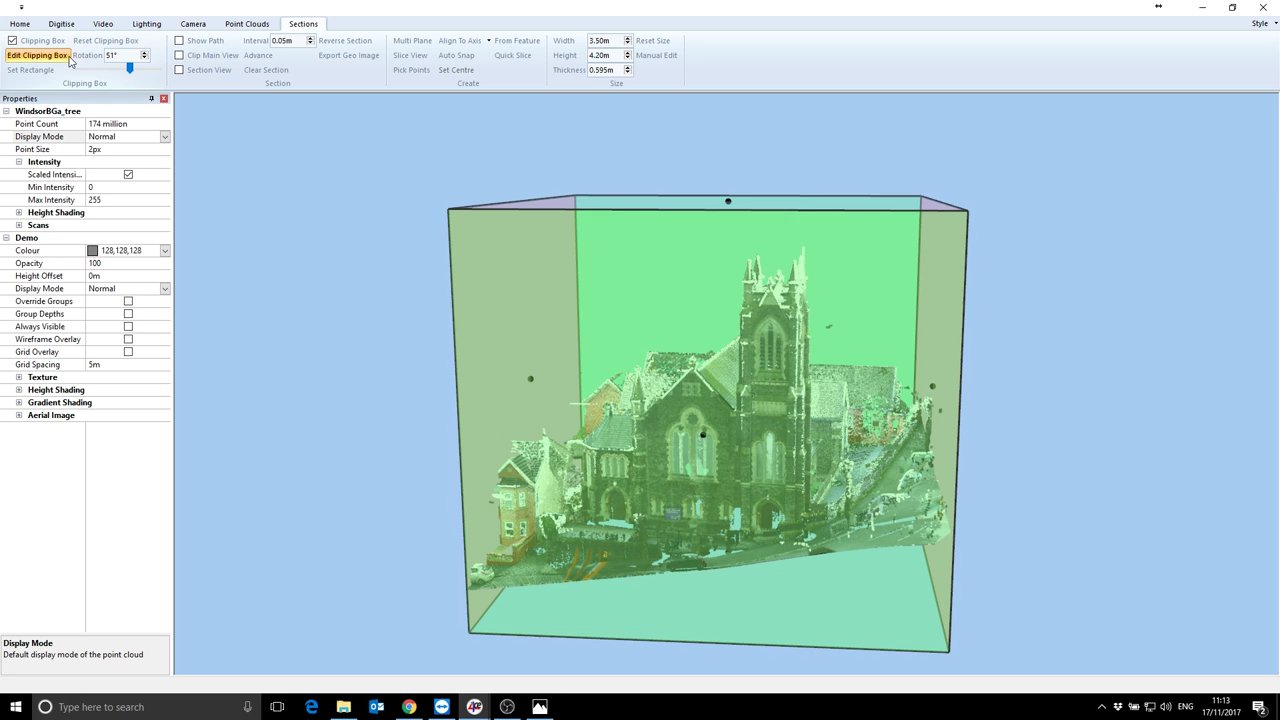 Home Digitise Video Lighting Camera Point Clouds Sections Style
Clipping Box Reset Clipping Box Show Path Interval 0.05m Reverse Section Multi Plane Align To Axis From Feature Width 3.50m Reset Size
Edit Clipping Box Rotation 51° Clip Main View Advance Export Geo Image Slice View Auto Snap Quick Slice Height 4.20m Manual Edit
Set Rectangle Section View Clear Section Pick Points Set Centre Thickness 0.595m
Clipping Box Section Create Size
Properties
WindsorBGa_tree
Point Count 174 million
Display Mode Normal
Point Size 2px
Intensity
Scaled Intensi...
Min Intensity 0
Max Intensity 255
Height Shading
Scans
Demo
Colour 128,128,128
Opacity 100
Height Offset 0m
Display Mode Normal
Override Groups
Group Depths
Always Visible
Wireframe Overlay
Grid Overlay
Grid Spacing 5m
Texture
Height Shading
Gradient Shading
Aerial Image
Display Mode
Default display mode of the point cloud
Type here to search
ENG
11:13
17/11/2017
2